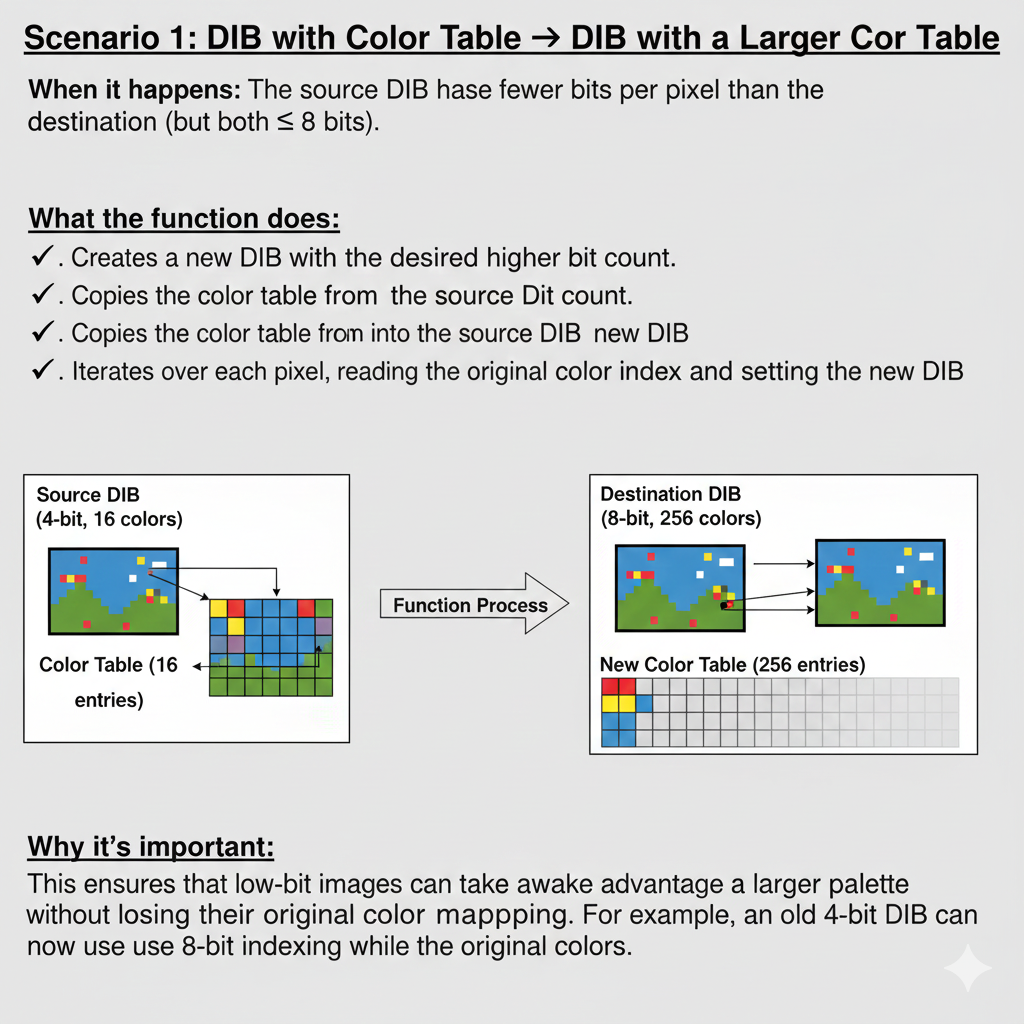 Scenario 1: DIB with Color Table → DIB with a Larger Cor Table
When it happens: The source DIB hase fewer bits per pixel than the
destination (but both ≤ 8 bits).
What the function does:
✓. Creates a new DIB with the desired higher bit count.
✓. Copies the color table from the source Dit count.
✓. Copies the color table from into the source DIB new DIB
✓. Iterates over each pixel, reading the original color index and setting the new DIB
Source DIB
(4-bit, 16 colors)
Color Table (16
entries)
Function Process
Destination DIB
(8-bit, 256 colors)
New Color Table (256 entries)
Why it's important:
This ensures that low-bit images can take awake advantage a larger palette
without losing their original color mappping. For example, an old 4-bit DIB can
now use use 8-bit indexing while the original colors.